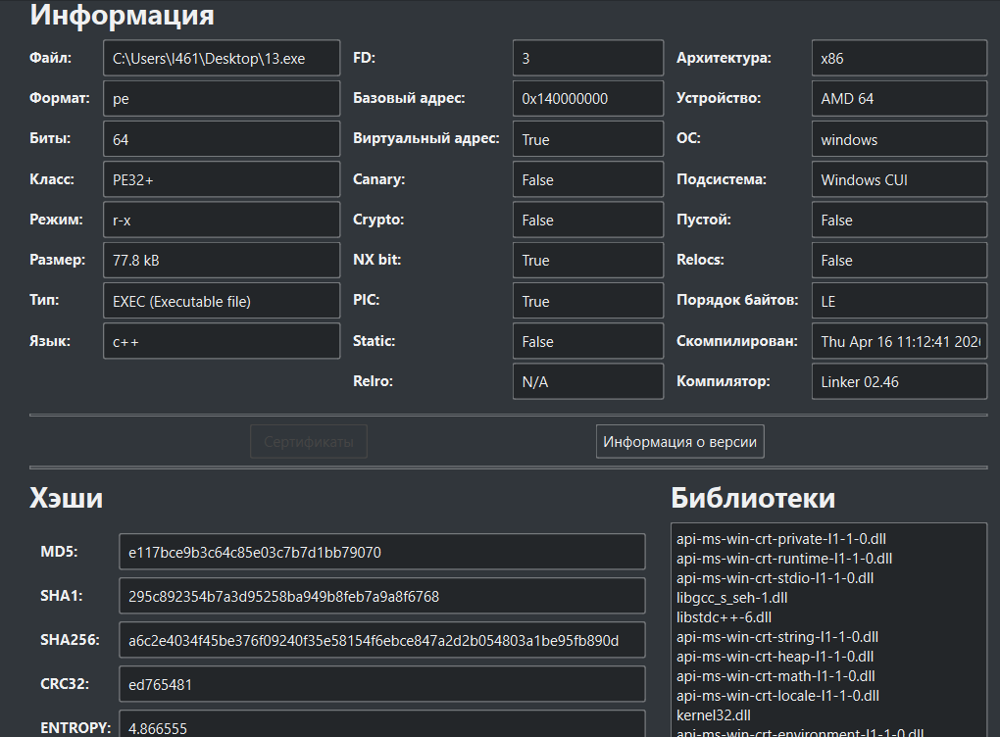 Информация
Файл: C:\Users\I461\Desktop\13.exe FD: 3 Архитектура: x86
Формат: pe Базовый адрес: 0x140000000 Устройство: AMD 64
Биты: 64 Виртуальный адрес: True ОС: windows
Класс: PE32+ Canary: False Подсистема: Windows CUI
Режим: r-x Crypto: False Пустой: False
Размер: 77.8 kB NX bit: True Relocs: False
Тип: EXEC (Executable file) PIC: True Порядок байтов: LE
Язык: c++ Static: False Скомпилирован: Thu Apr 16 11:12:41 2026
Relro: N/A Компилятор: Linker 02.46
Сертификаты Информация о версии
Хэши Библиотеки
MD5: e117bce9b3c64c85e03c7b7d1bb79070
SHA1: 295c892354b7a3d95258ba949b8feb7a9a8f6768
SHA256: a6c2e4034f45be376f09240f35e58154f6ebce847a2d2b054803a1be95fb890d
CRC32: ed765481
ENTROPY: 4.866555
api-ms-win-crt-private-l1-1-0.dll
api-ms-win-crt-runtime-l1-1-0.dll
api-ms-win-crt-stdio-l1-1-0.dll
libgcc_s_seh-1.dll
libstdc++-6.dll
api-ms-win-crt-string-l1-1-0.dll
api-ms-win-crt-heap-l1-1-0.dll
api-ms-win-crt-math-l1-1-0.dll
api-ms-win-crt-locale-l1-1-0.dll
kernel32.dll
api-ms-win-crt-environment-l1-1-0.dll